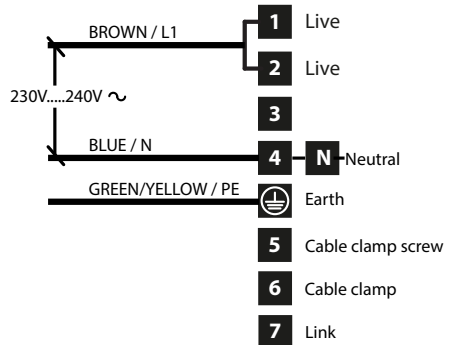 BROWN / L1
1 Live
2 Live
230V.....240V ~
3
BLUE / N
4 N Neutral
GREEN/YELLOW / PE
Earth
5 Cable clamp screw
6 Cable clamp
7 Link